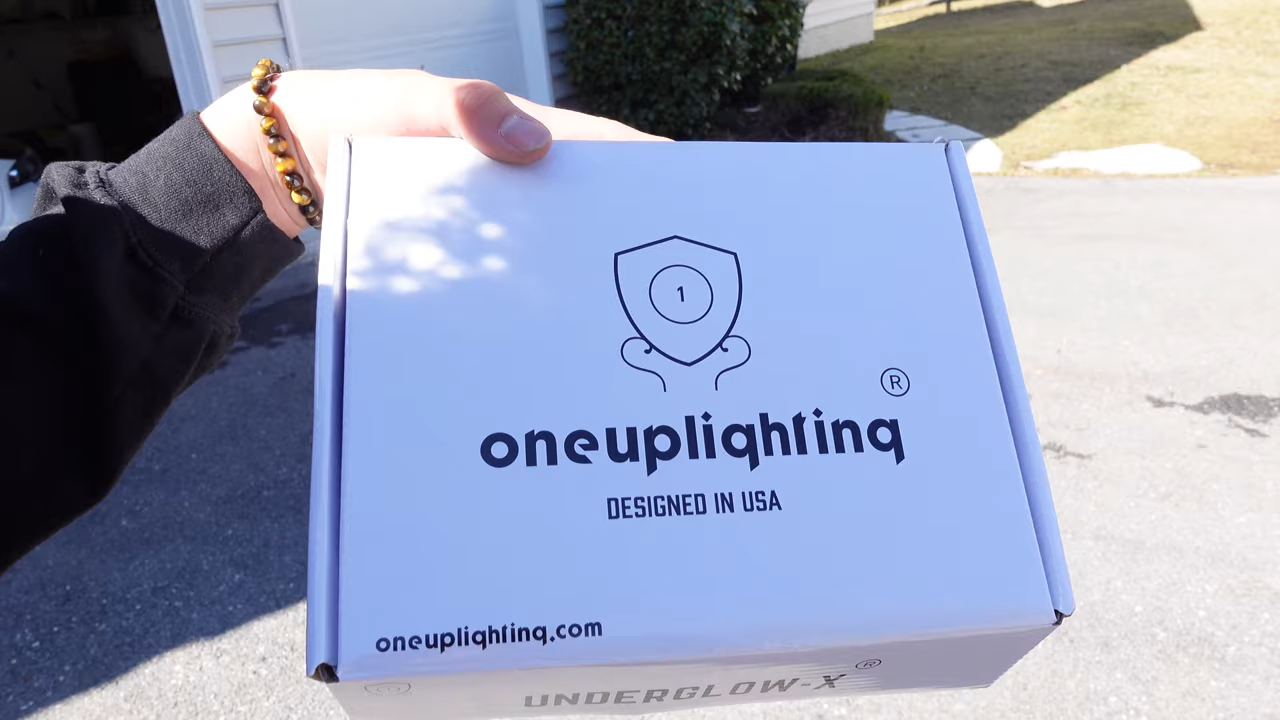 1
®
oneuplighting
DESIGNED IN USA
oneuplighting.com
UNDERGLOW-X ®